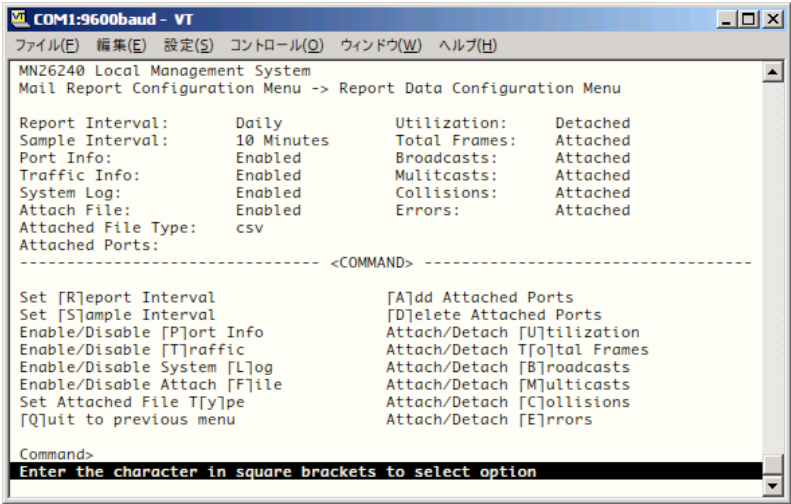 COM1:9600baud - VT
ファイル(F) 編集(E) 設定(S) コントロール(O) ウィンドウ(W) ヘルプ(H)
MN26240 Local Management System
Mail Report Configuration Menu -> Report Data Configuration Menu
Report Interval: Daily Utilization: Detached
Sample Interval: 10 Minutes Total Frames: Attached
Port Info: Enabled Broadcasts: Attached
Traffic Info: Enabled Mulitcasts: Attached
System Log: Enabled Collisions: Attached
Attach File: Enabled Errors: Attached
Attached File Type: csv
Attached Ports:
-------------------------------- <COMMAND> -----------------------------------
Set [R]eport Interval [A]dd Attached Ports
Set [S]ample Interval [D]elete Attached Ports
Enable/Disable [P]ort Info Attach/Detach [U]tilization
Enable/Disable [T]raffic Attach/Detach T[o]tal Frames
Enable/Disable System [L]og Attach/Detach [B]roadcasts
Enable/Disable Attach [F]ile Attach/Detach [M]ulticasts
Set Attached File T[y]pe Attach/Detach [C]ollisions
[Q]uit to previous menu Attach/Detach [E]rrors
Command>
Enter the character in square brackets to select option